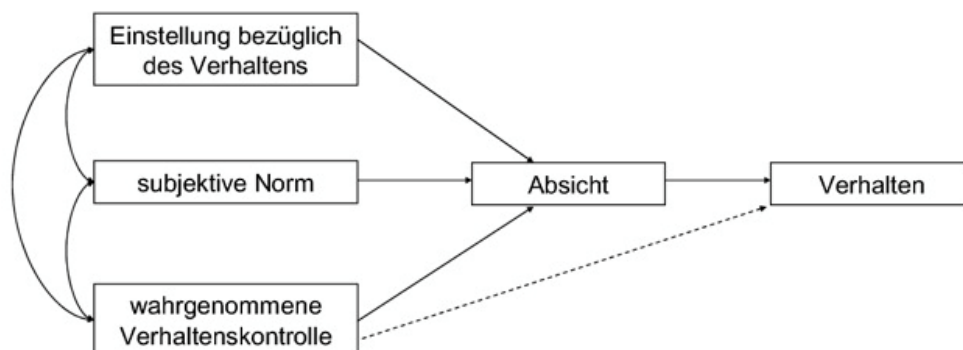 Einstellung bezüglich
des Verhaltens
subjektive Norm
Absicht
Verhalten
wahrgenommene
Verhaltenskontrolle